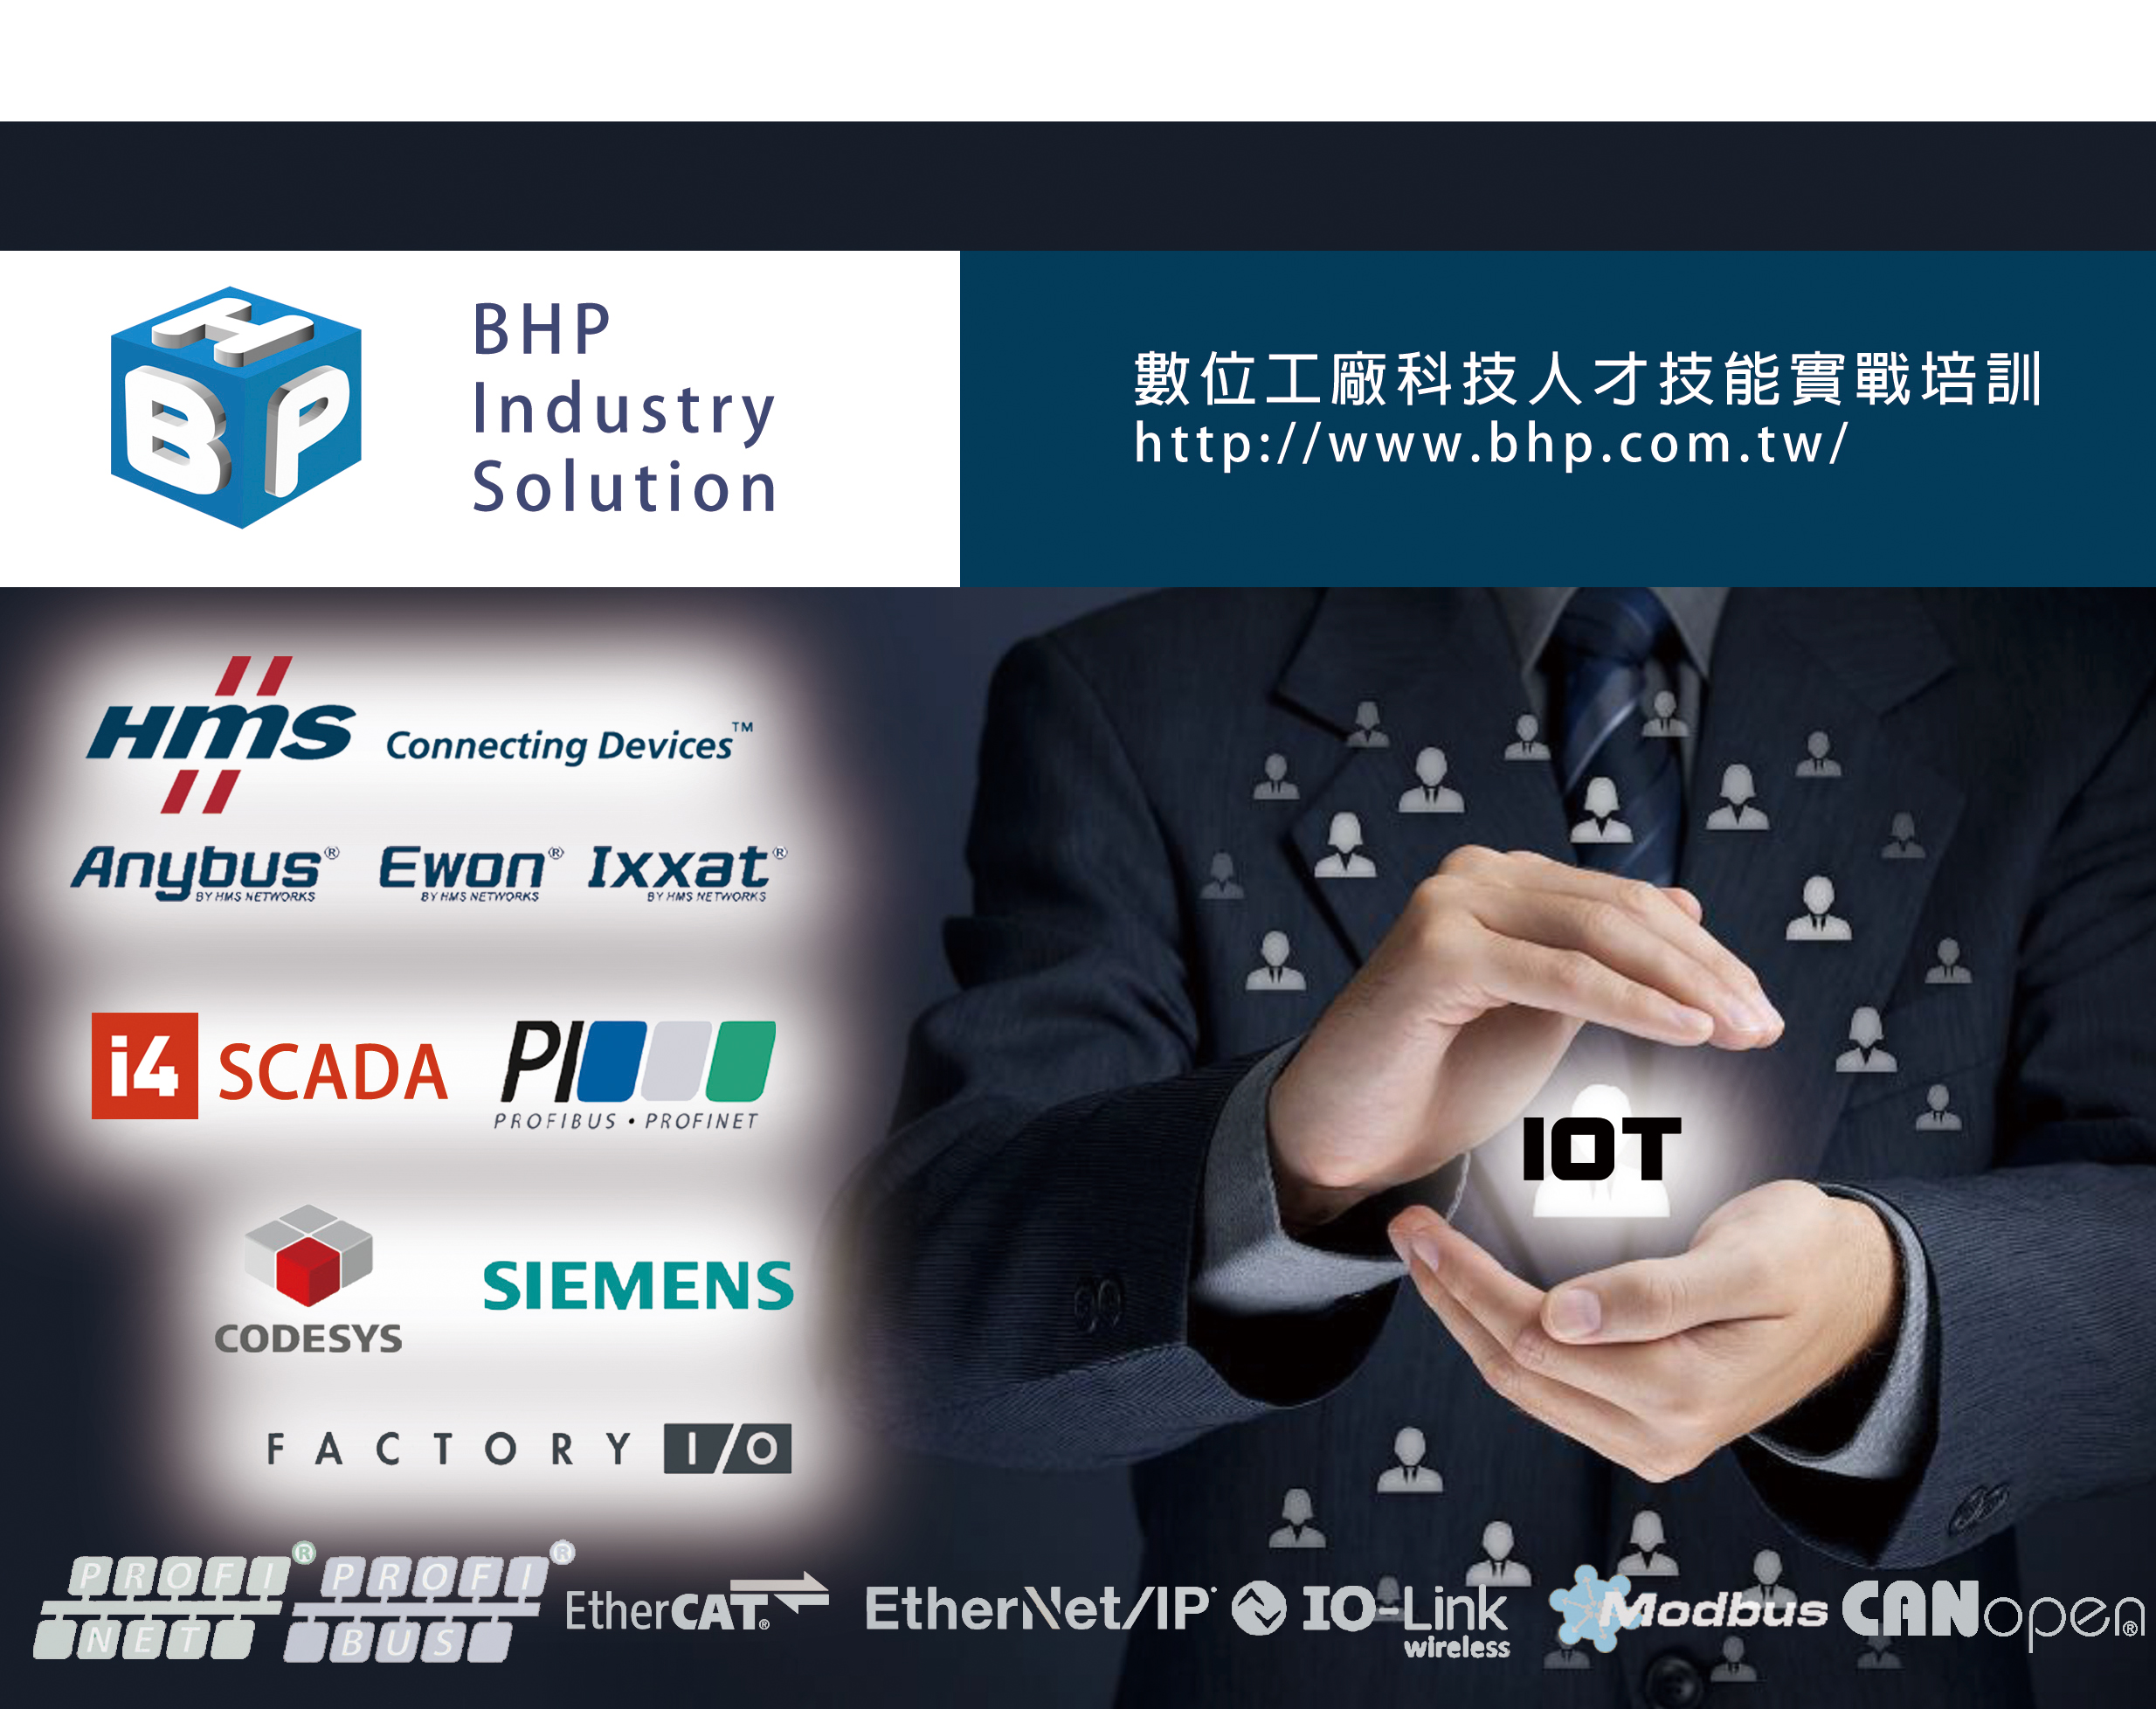 BHP
BHP
Industry
Solution
數位工廠科技人才技能實戰培訓
http://www.bhp.com.tw/
HMS Connecting Devices™
Anybus® Ewon® Ixxat®
BY HMS NETWORKS BY HMS NETWORKS BY HMS NETWORKS
i4 SCADA
PI
PROFIBUS • PROFINET
IOT
CODESYS
SIEMENS
FACTORY I/O
PROFI® PROFI®
NET BUS
EtherCAT®
EtherNet/IP
IO-Link
wireless
Modbus
CANopen®